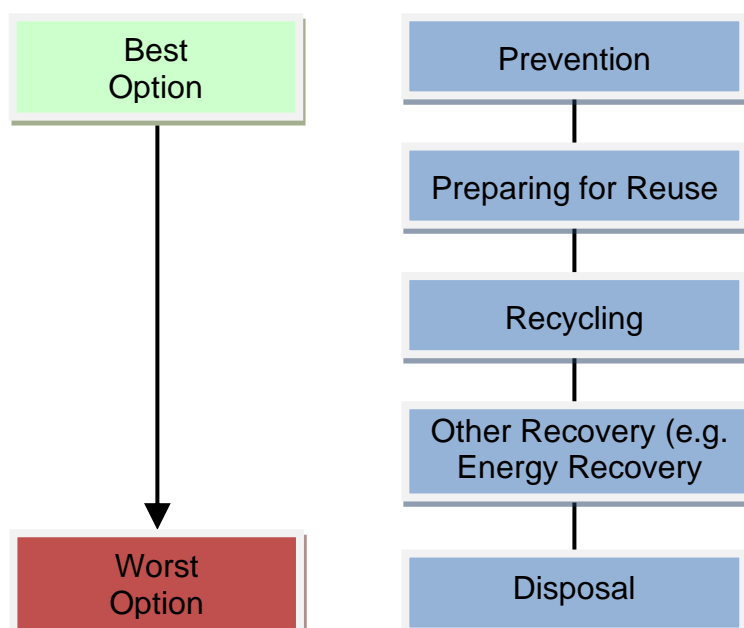 Best
Option
Prevention
Preparing for Reuse
Recycling
Other Recovery (e.g.
Energy Recovery
Worst
Option
Disposal